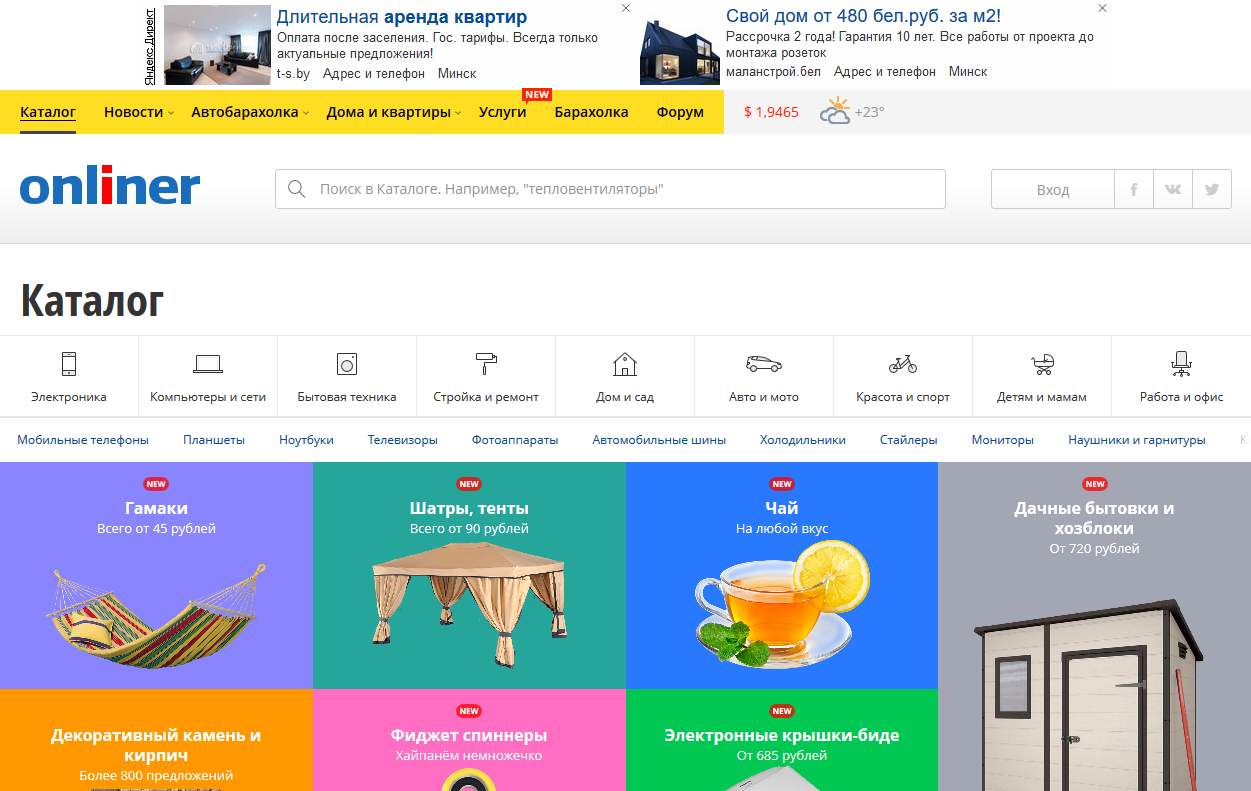 Яндекс.Директ
Длительная аренда квартир
Оплата после заселения. Гос. тарифы. Всегда только
актуальные предложения!
t-s.by Адрес и телефон Минск
Свой дом от 480 бел.руб. за м2!
Рассрочка 2 года! Гарантия 10 лет. Все работы от проекта до
монтажа розеток
маланстрой.бел Адрес и телефон Минск
NEW
Каталог Новости Автобарахолка Дома и квартиры Услуги Барахолка Форум $ 1,9465 +23°
onliner
Поиск в Каталоге. Например, "тепловентиляторы"
Вход
Каталог
Электроника Компьютеры и сети Бытовая техника Стройка и ремонт Дом и сад Авто и мото Красота и спорт Детям и мамам Работа и офис
Мобильные телефоны Планшеты Ноутбуки Телевизоры Фотоаппараты Автомобильные шины Холодильники Стайлеры Мониторы Наушники и гарнитуры
NEW
Гамаки
Всего от 45 рублей
NEW
Шатры, тенты
Всего от 90 рублей
NEW
Чай
На любой вкус
NEW
Дачные бытовки и
хозблоки
От 720 рублей
Декоративный камень и
кирпич
Более 800 предложений
NEW
Фиджет спиннеры
Хайпанём немножечко
NEW
Электронные крышки-биде
От 685 рублей